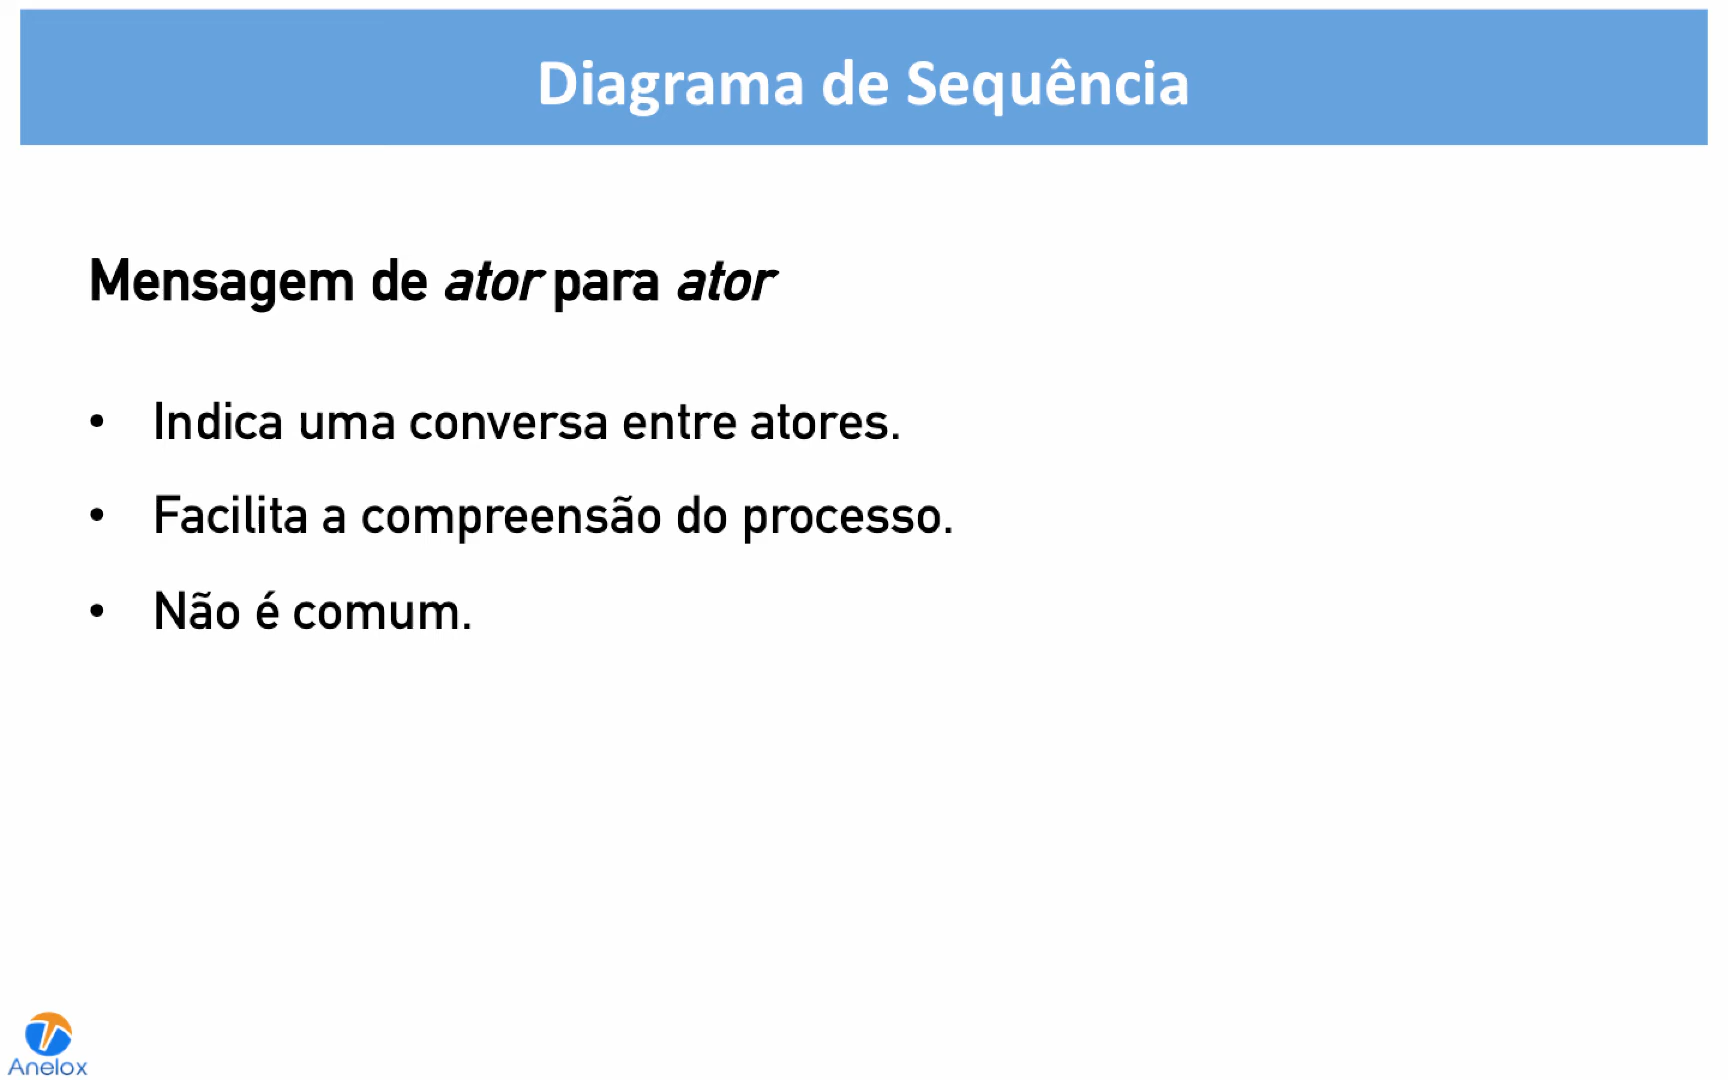 Diagrama de Sequência
Mensagem de ator para ator
• Indica uma conversa entre atores.
• Facilita a compreensão do processo.
• Não é comum.
Anelox